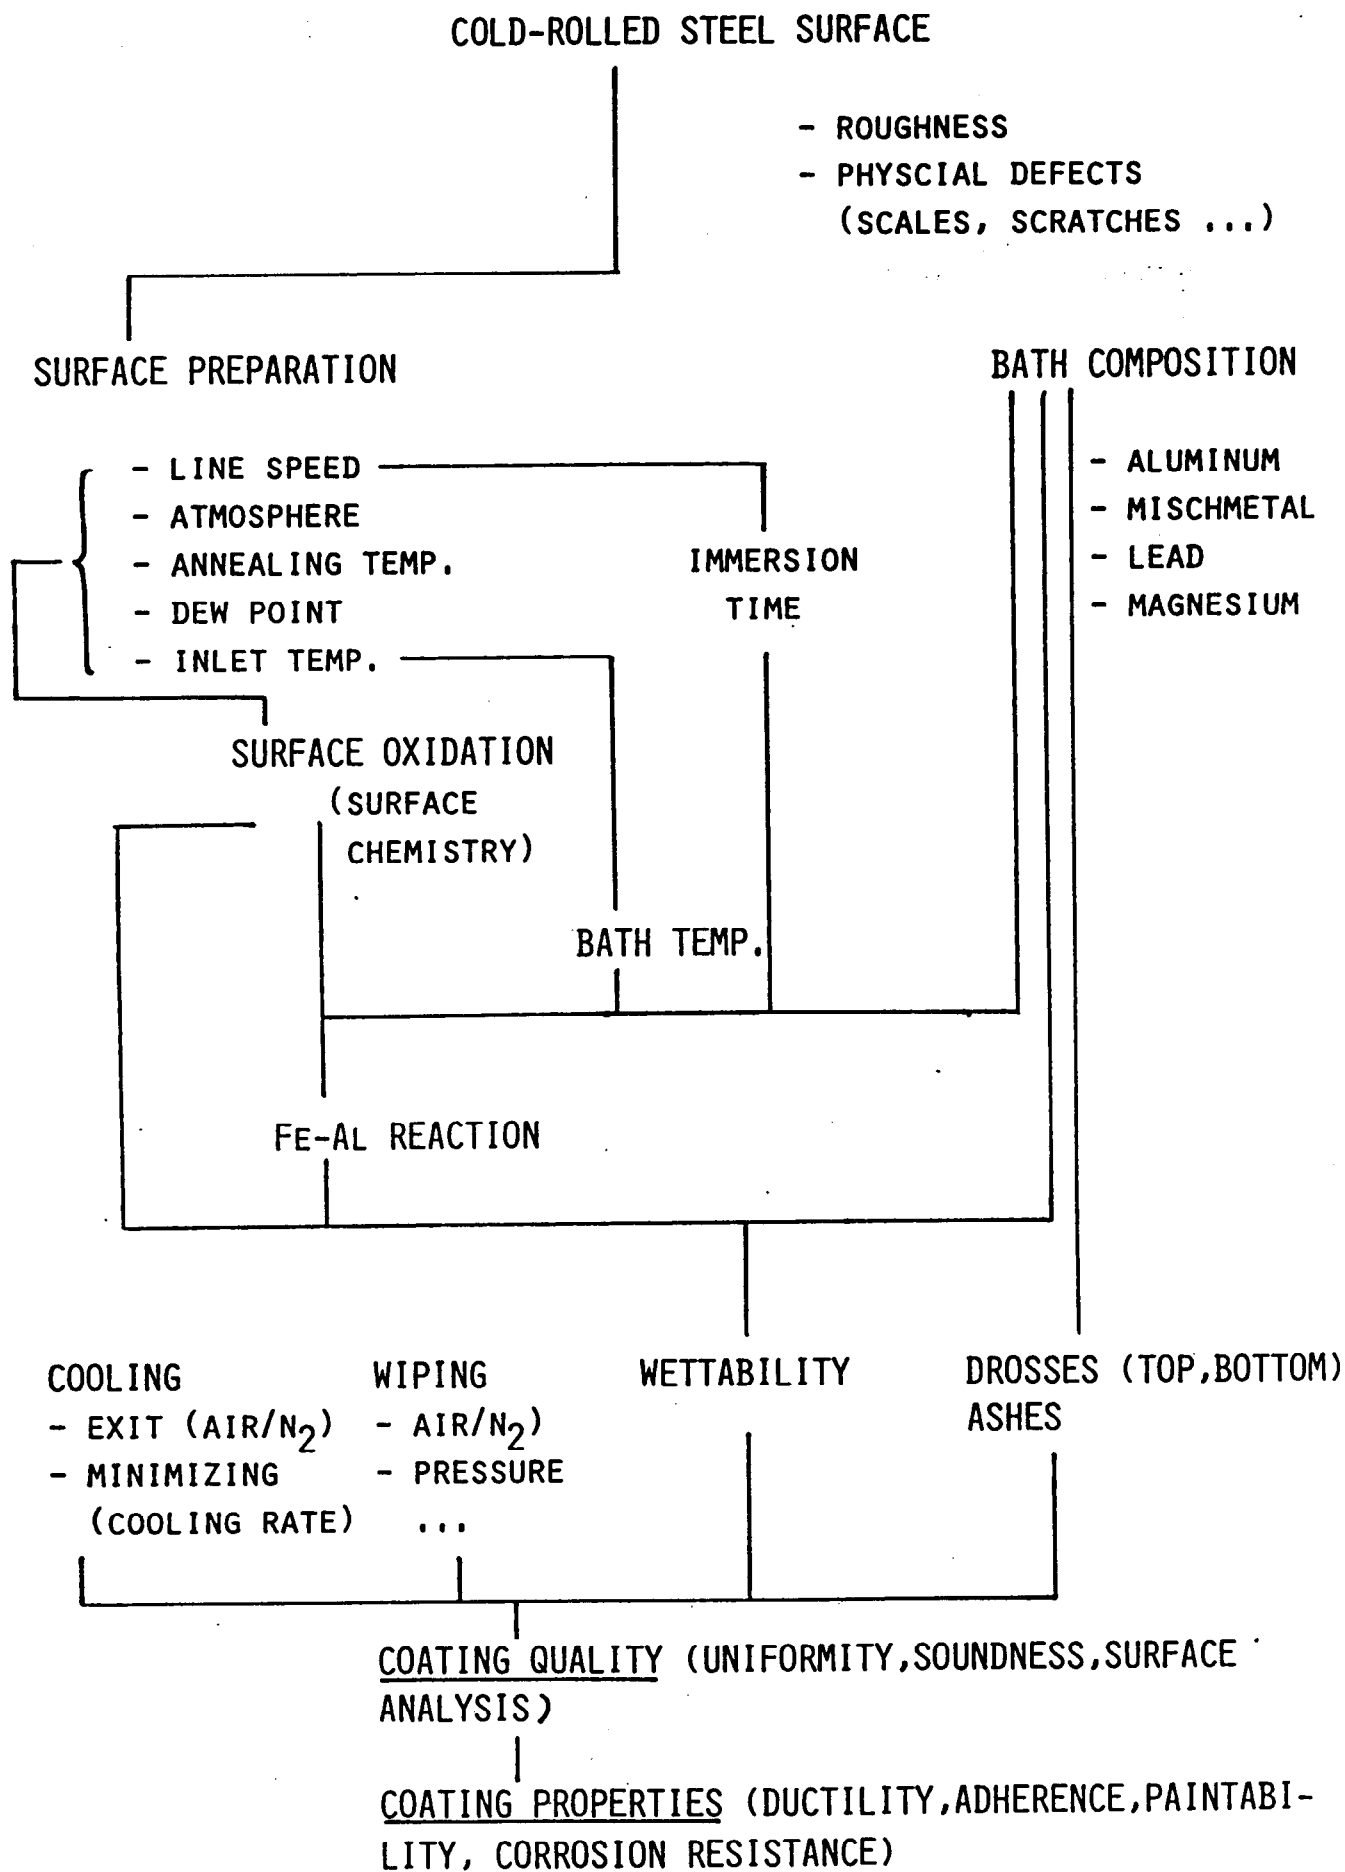 COLD-ROLLED STEEL SURFACE
- ROUGHNESS
- PHYSCIAL DEFECTS
(SCALES, SCRATCHES ...)
SURFACE PREPARATION
- LINE SPEED
- ATMOSPHERE
- ANNEALING TEMP.
- DEW POINT
- INLET TEMP.
IMMERSION
TIME
BATH COMPOSITION
- ALUMINUM
- MISCHMETAL
- LEAD
- MAGNESIUM
SURFACE OXIDATION
(SURFACE
CHEMISTRY)
BATH TEMP.
FE-AL REACTION
COOLING
- EXIT (AIR/N2)
- MINIMIZING
(COOLING RATE)
WIPING
- AIR/N2)
- PRESSURE
...
WETTABILITY
DROSSES (TOP,BOTTOM)
ASHES
COATING QUALITY (UNIFORMITY,SOUNDNESS,SURFACE
ANALYSIS)
COATING PROPERTIES (DUCTILITY,ADHERENCE,PAINTABI-
LITY, CORROSION RESISTANCE)